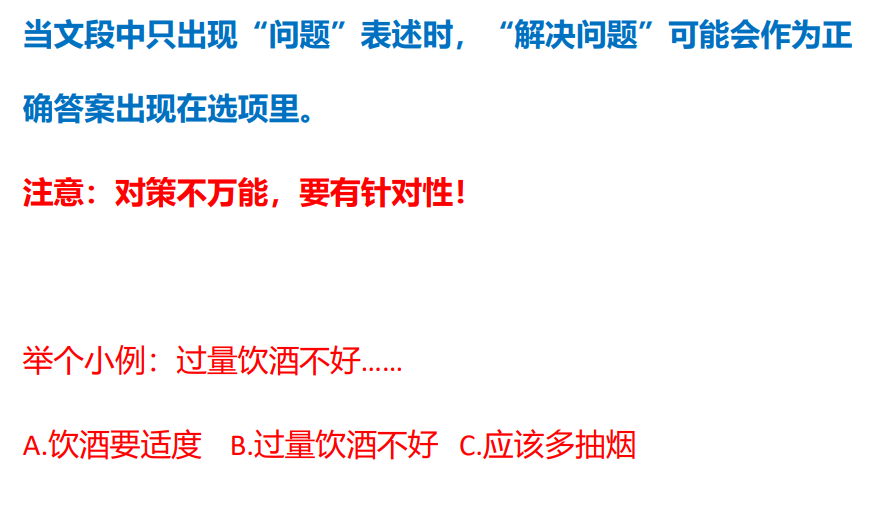 当文段中只出现“问题”表述时，“解决问题”可能会作为正
确答案出现在选项里。
注意：对策不万能，要有针对性！
举个小例：过量饮酒不好……
A.饮酒要适度 B.过量饮酒不好 C.应该多抽烟